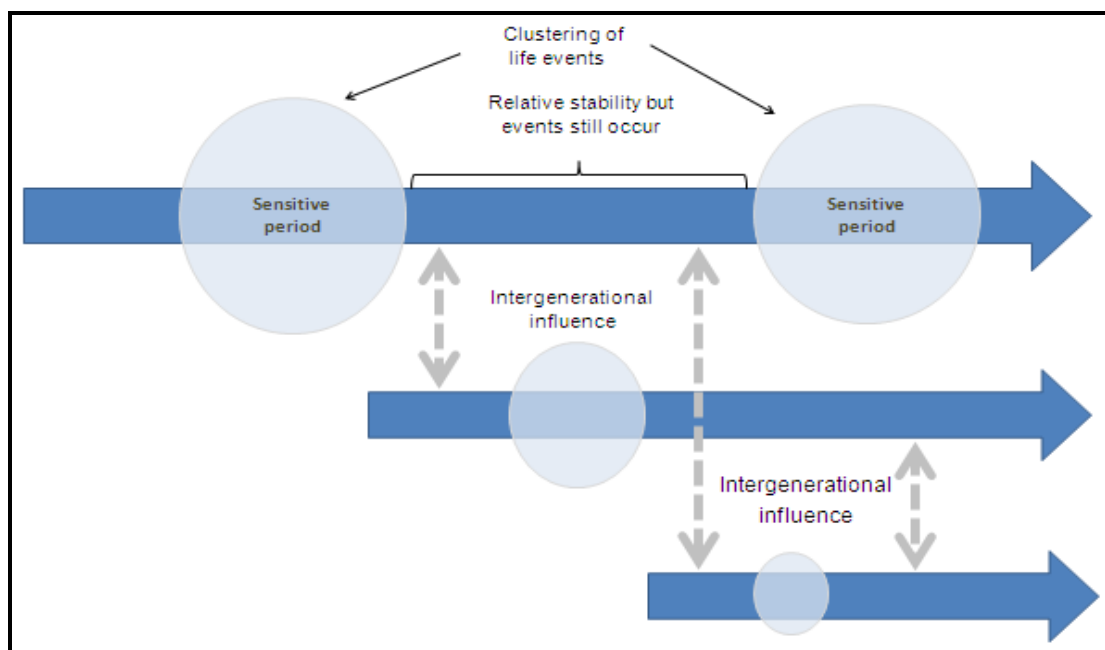 Clustering of
life events
Relative stability but
events still occur
Sensitive
period
Sensitive
period
Intergenerational
influence
Intergenerational
influence